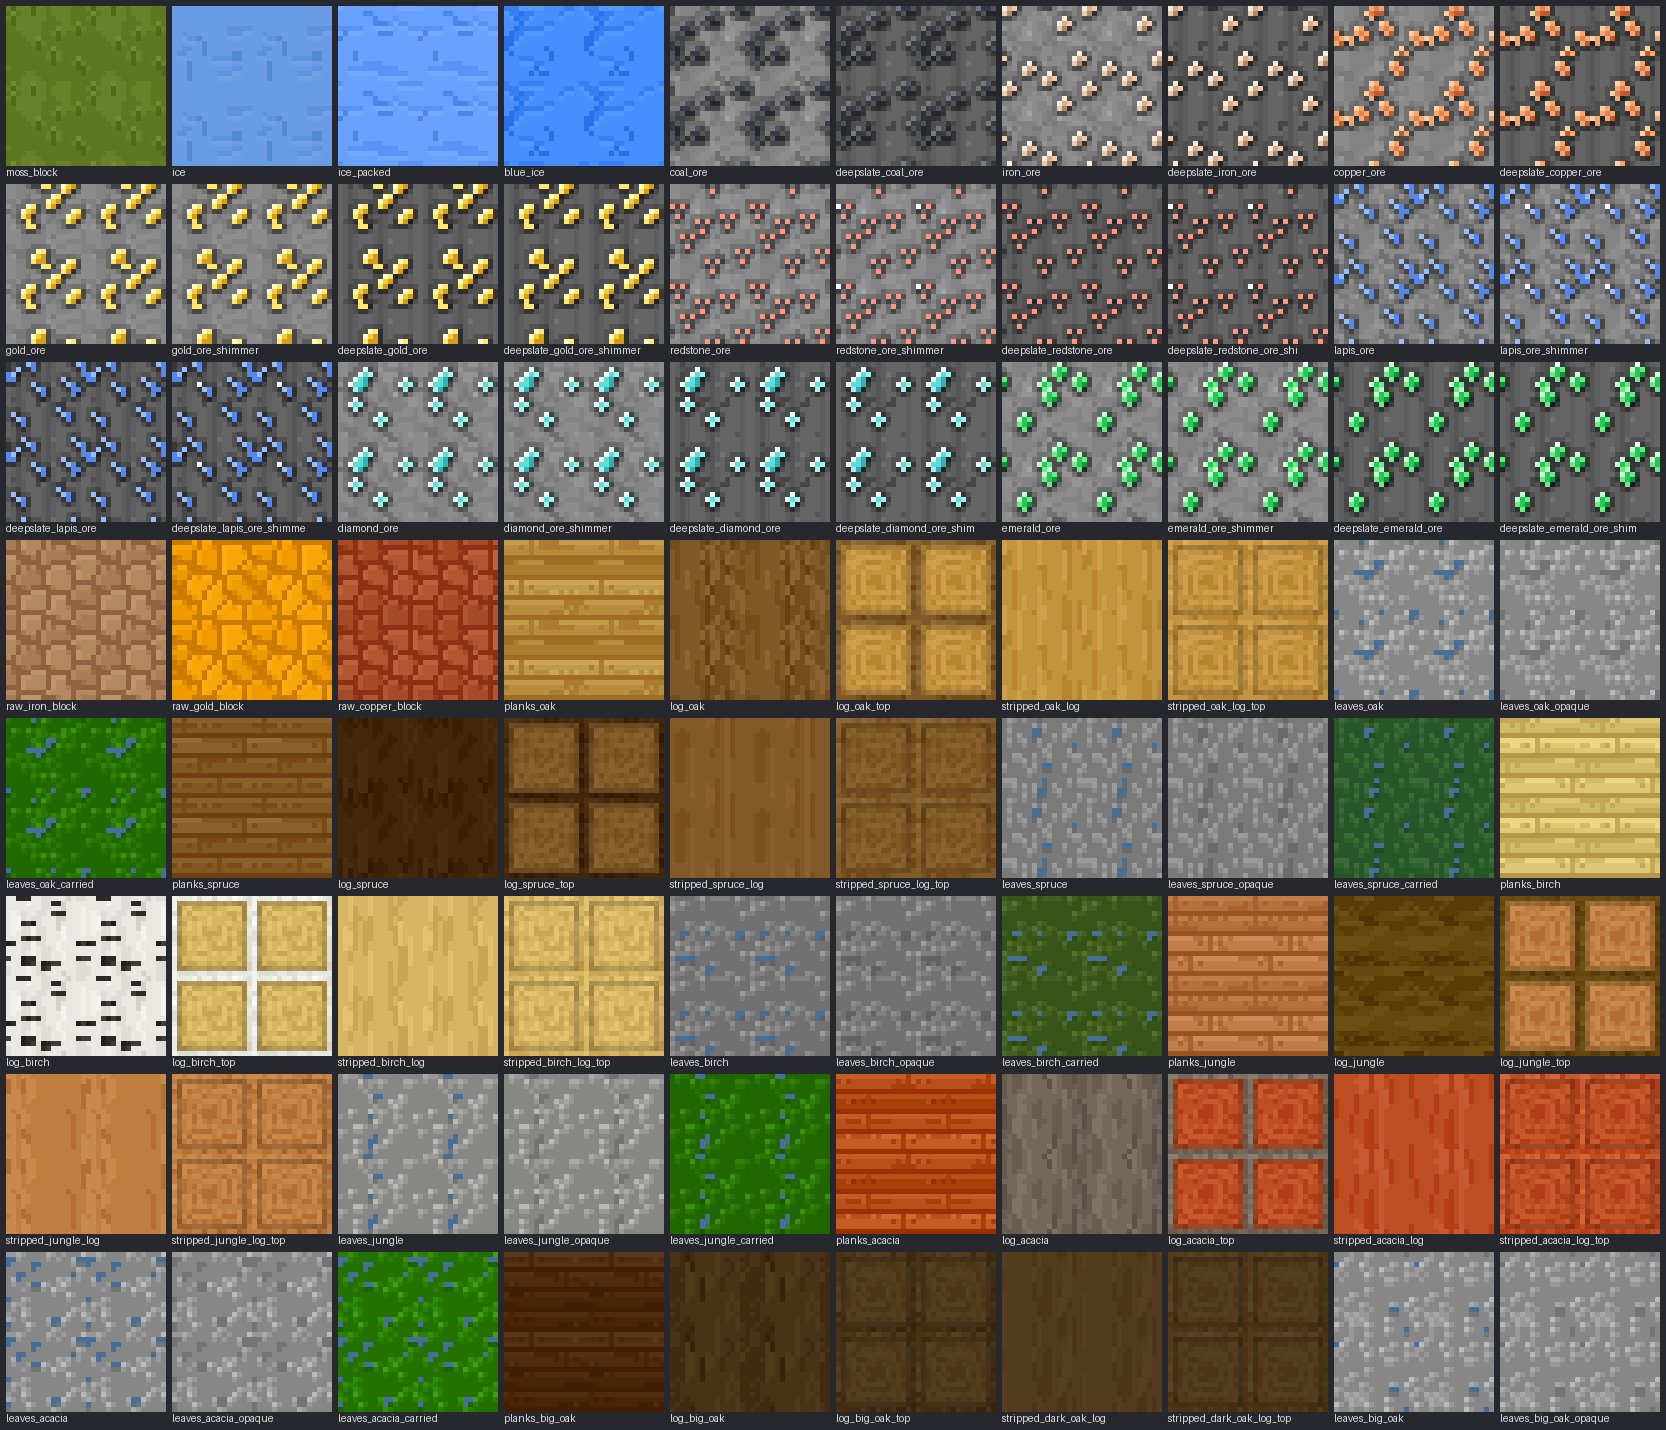 moss_block ice ice_packed blue_ice coal_ore deepslate_coal_ore iron_ore deepslate_iron_ore copper_ore deepslate_copper_ore
gold_ore gold_ore_shimmer deepslate_gold_ore deepslate_gold_ore_shimmer redstone_ore redstone_ore_shimmer deepslate_redstone_ore deepslate_redstone_ore_shi lapis_ore lapis_ore_shimmer
deepslate_lapis_ore deepslate_lapis_ore_shimme diamond_ore diamond_ore_shimmer deepslate_diamond_ore deepslate_diamond_ore_shim emerald_ore emerald_ore_shimmer deepslate_emerald_ore deepslate_emerald_ore_shim
raw_iron_block raw_gold_block raw_copper_block planks_oak log_oak log_oak_top stripped_oak_log stripped_oak_log_top leaves_oak leaves_oak_opaque
leaves_oak_carried planks_spruce log_spruce log_spruce_top stripped_spruce_log stripped_spruce_log_top leaves_spruce leaves_spruce_opaque leaves_spruce_carried planks_birch
log_birch log_birch_top stripped_birch_log stripped_birch_log_top leaves_birch leaves_birch_opaque leaves_birch_carried planks_jungle log_jungle log_jungle_top
stripped_jungle_log stripped_jungle_log_top leaves_jungle leaves_jungle_opaque leaves_jungle_carried planks_acacia log_acacia log_acacia_top stripped_acacia_log stripped_acacia_log_top
leaves_acacia leaves_acacia_opaque leaves_acacia_carried planks_big_oak log_big_oak log_big_oak_top stripped_dark_oak_log stripped_dark_oak_log_top leaves_big_oak leaves_big_oak_opaque